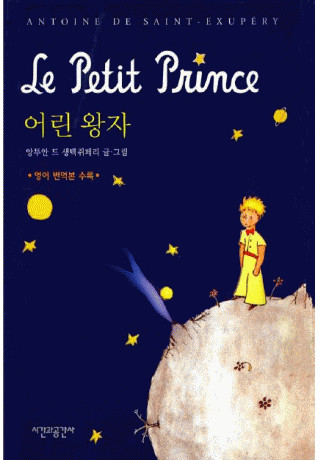 ANTOINE DE SAINT-EXUPÉRY
Le Petit Prince
어린 왕자
앙투안 드 생텍쥐페리 글·그림
* 영어 번역본 수록 *
시간과공간사